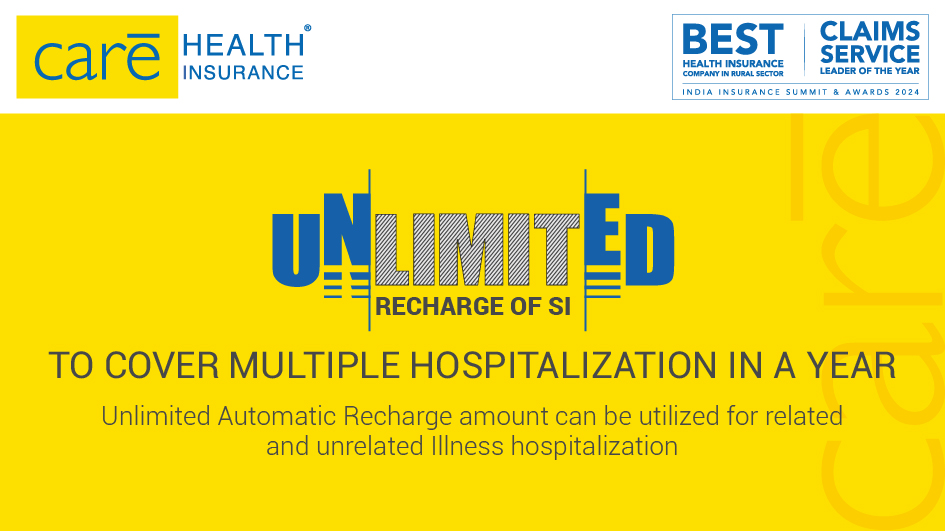 carē HEALTH®
INSURANCE
BEST
HEALTH INSURANCE
COMPANY IN RURAL SECTOR
CLAIMS
SERVICE
LEADER OF THE YEAR
INDIA INSURANCE SUMMIT & AWARDS 2024
UNLIMITED
RECHARGE OF SI
TO COVER MULTIPLE HOSPITALIZATION IN A YEAR
Unlimited Automatic Recharge amount can be utilized for related
and unrelated Illness hospitalization
carē